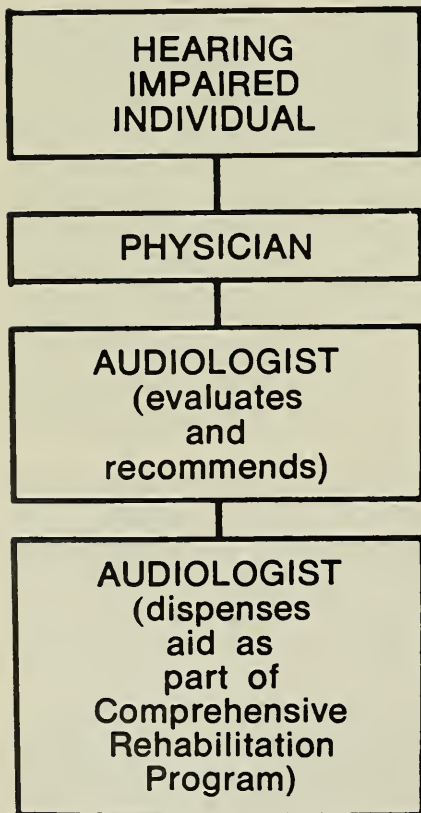 HEARING
IMPAIRED
INDIVIDUAL
PHYSICIAN
AUDIOLOGIST
(evaluates
and
recommends)
AUDIOLOGIST
(dispenses
aid as
part of
Comprehensive
Rehabilitation
Program)